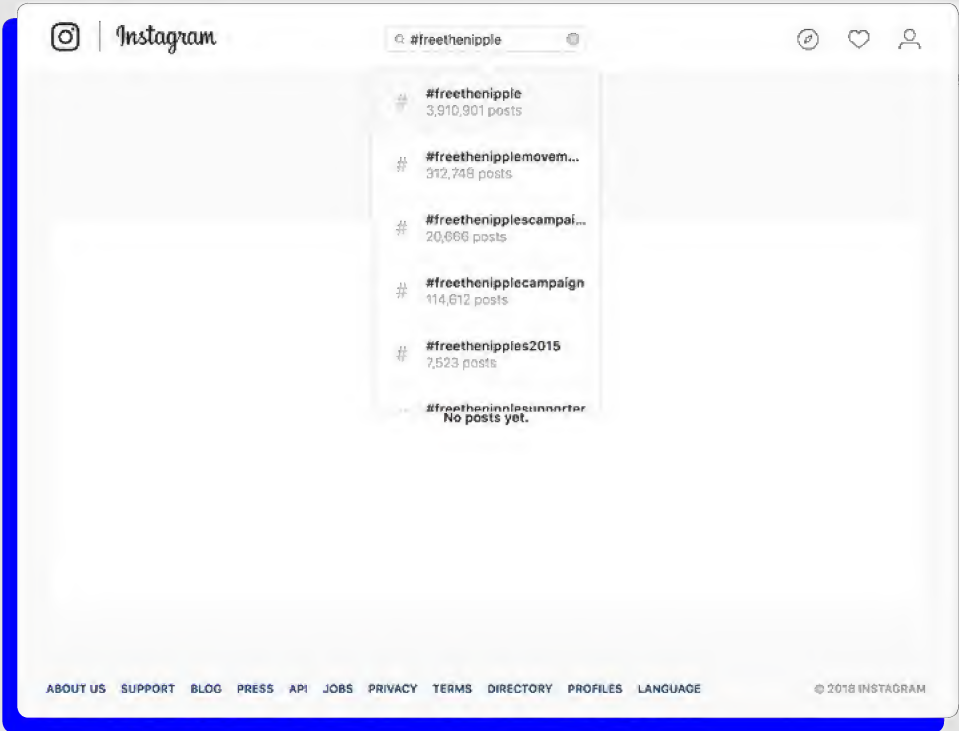 Instagram
#freethenipple
#freethenipple
3,910,901 posts
#freethenipplemovem...
312,748 posts
#freethenipplescampai...
20,666 posts
#freethenipplecampaign
114,612 posts
#freethenipples2015
7,523 posts
#freethenipplesupporter
No posts yet.
ABOUT US SUPPORT BLOG PRESS API JOBS PRIVACY TERMS DIRECTORY PROFILES LANGUAGE © 2018 INSTAGRAM